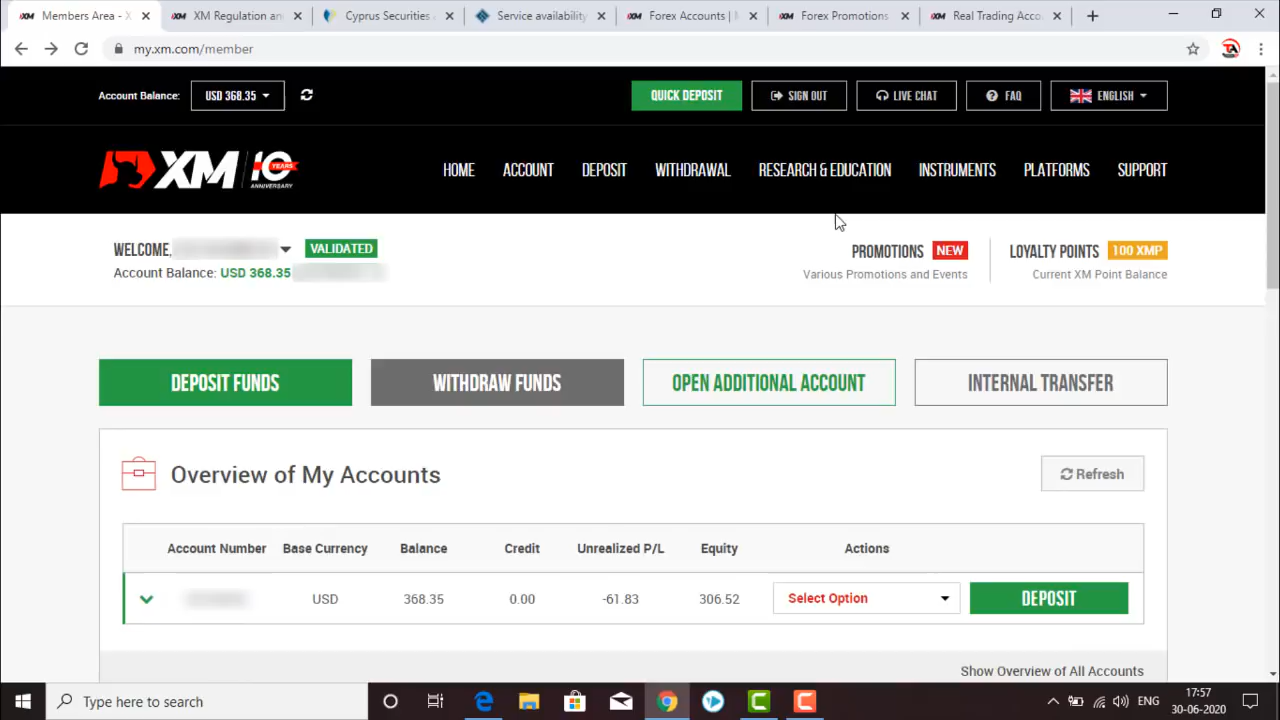 Members Area - X
XM Regulation an
Cyprus Securities A
Service availability
Forex Accounts | M
Forex Promotions
Real Trading Acco
my.xm.com/member
Account Balance:
USD 368.35
QUICK DEPOSIT
SIGN OUT
LIVE CHAT
FAQ
ENGLISH
XM 10 YEARS ANNIVERSARY
HOME
ACCOUNT
DEPOSIT
WITHDRAWAL
RESEARCH & EDUCATION
INSTRUMENTS
PLATFORMS
SUPPORT
WELCOME,
VALIDATED
Account Balance: USD 368.35
PROMOTIONS NEW
Various Promotions and Events
LOYALTY POINTS 100 XMP
Current XM Point Balance
DEPOSIT FUNDS
WITHDRAW FUNDS
OPEN ADDITIONAL ACCOUNT
INTERNAL TRANSFER
Overview of My Accounts
Refresh
Account Number Base Currency Balance Credit Unrealized P/L Equity Actions
USD 368.35 0.00 -61.83 306.52 Select Option DEPOSIT
Show Overview of All Accounts
Type here to search
ENG
17:57
30-06-2020